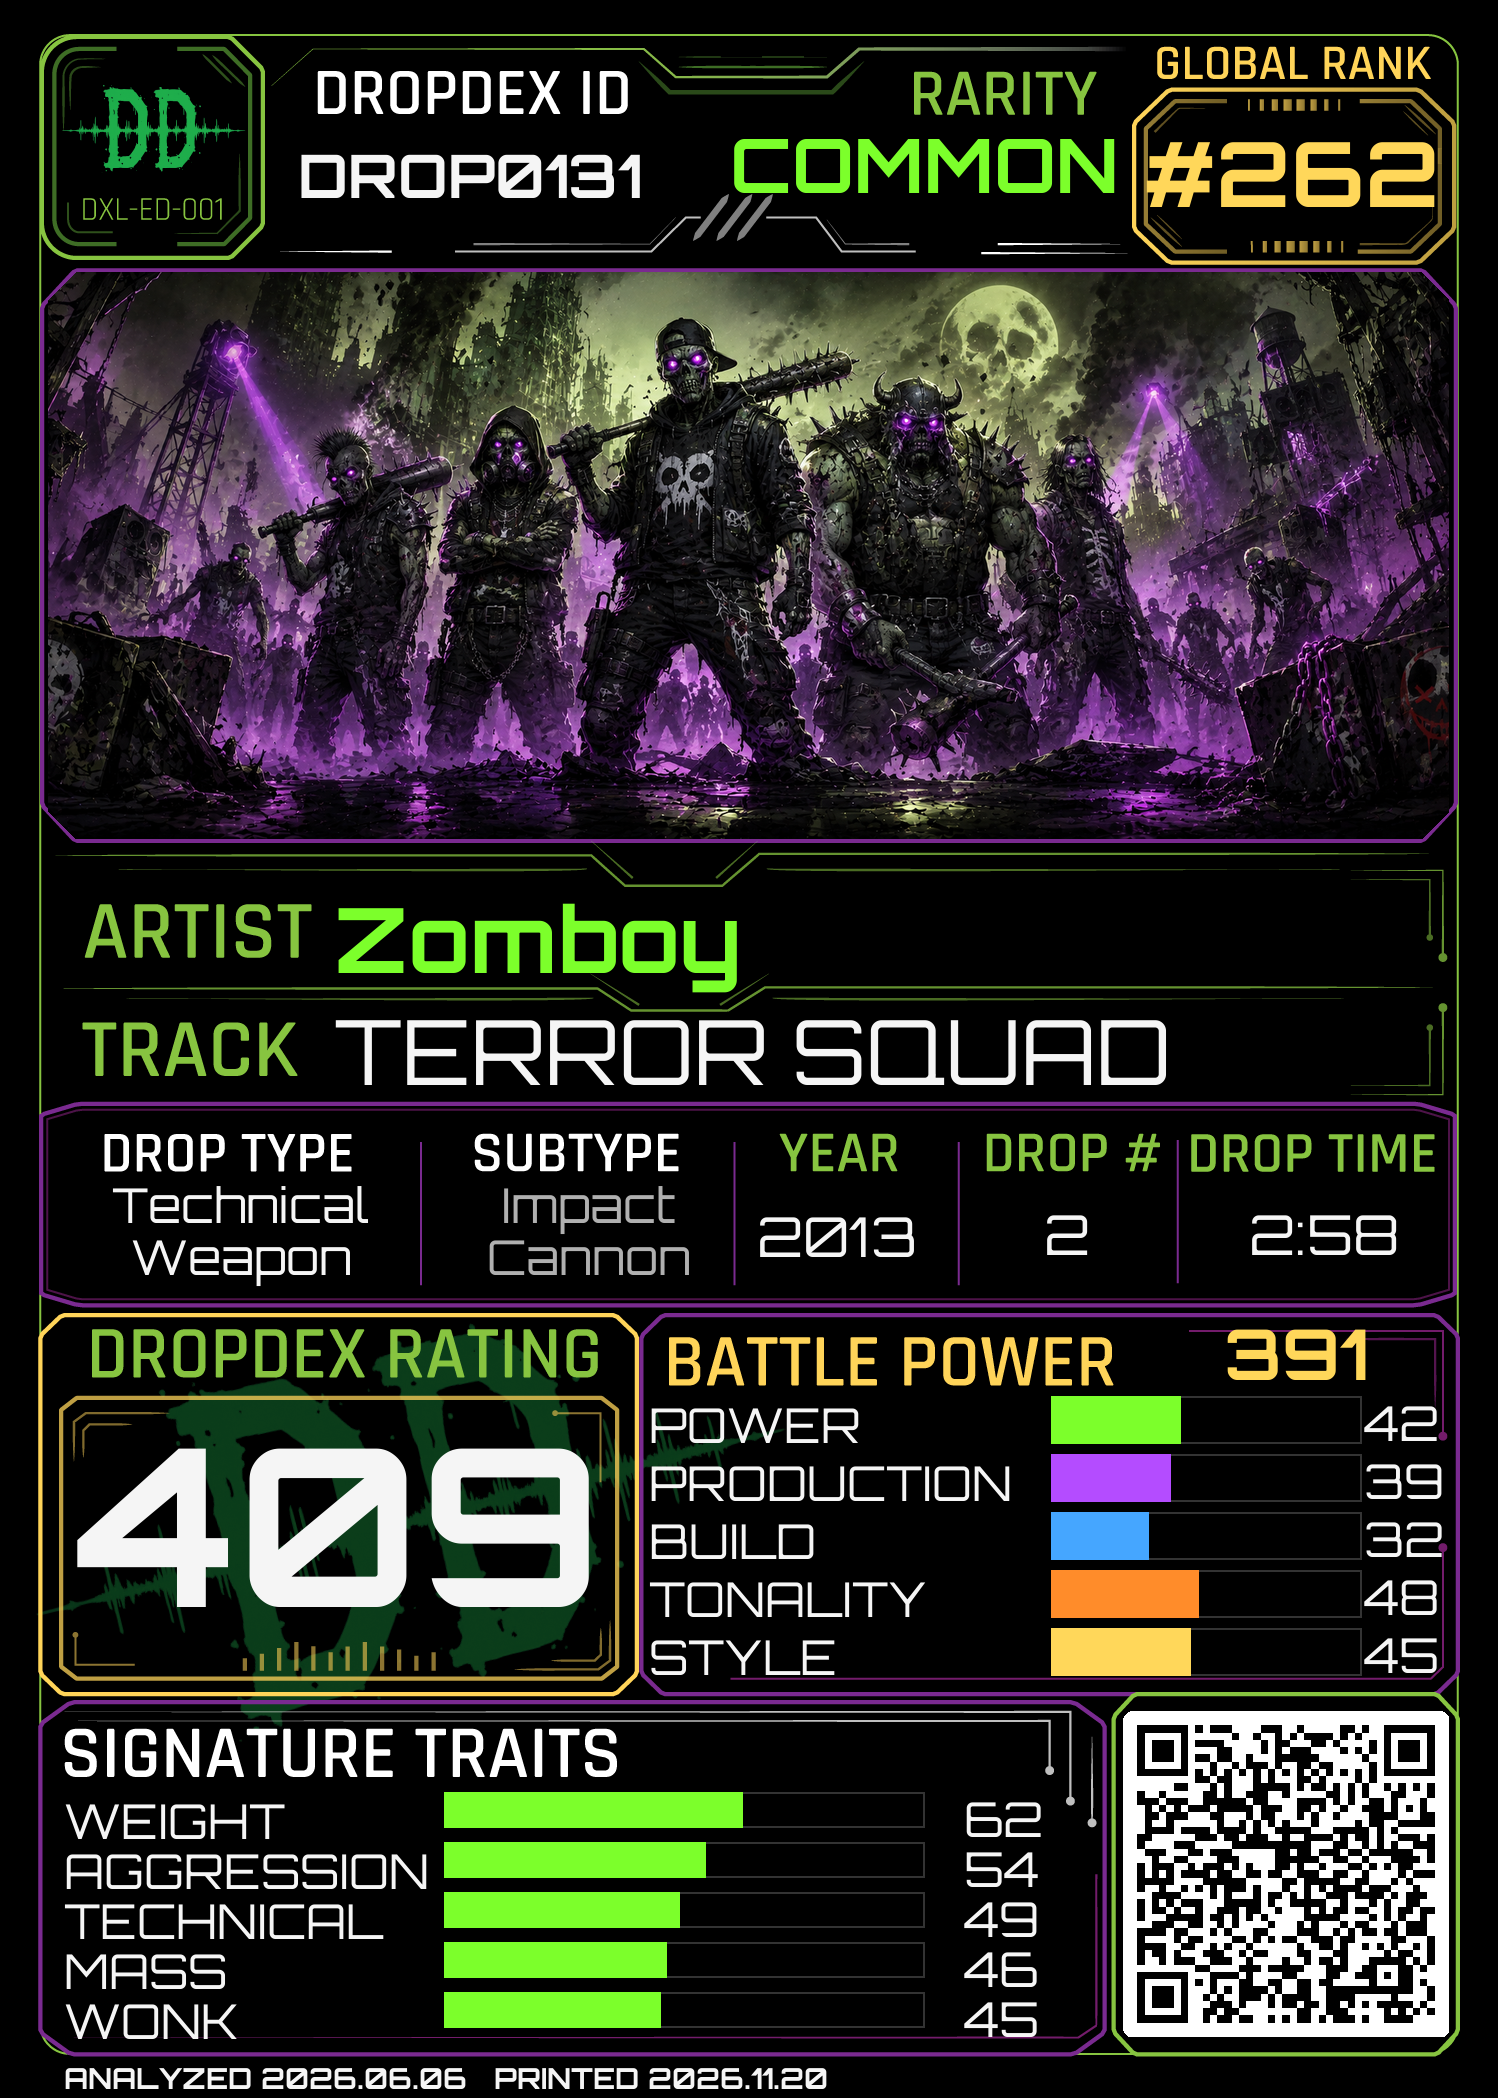 DD
DXL-ED-001
DROPDEX ID
DROP0131
RARITY
COMMON
GLOBAL RANK
#262
ARTIST Zomboy
TRACK TERROR SQUAD
DROP TYPE
Technical
Weapon
SUBTYPE
Impact
Cannon
YEAR
2013
DROP #
2
DROP TIME
2:58
DROPDEX RATING
409
BATTLE POWER 391
POWER 42
PRODUCTION 39
BUILD 32
TONALITY 48
STYLE 45
SIGNATURE TRAITS
WEIGHT 62
AGGRESSION 54
TECHNICAL 49
MASS 46
WONK 45
ANALYZED 2026.06.06 PRINTED 2026.11.20